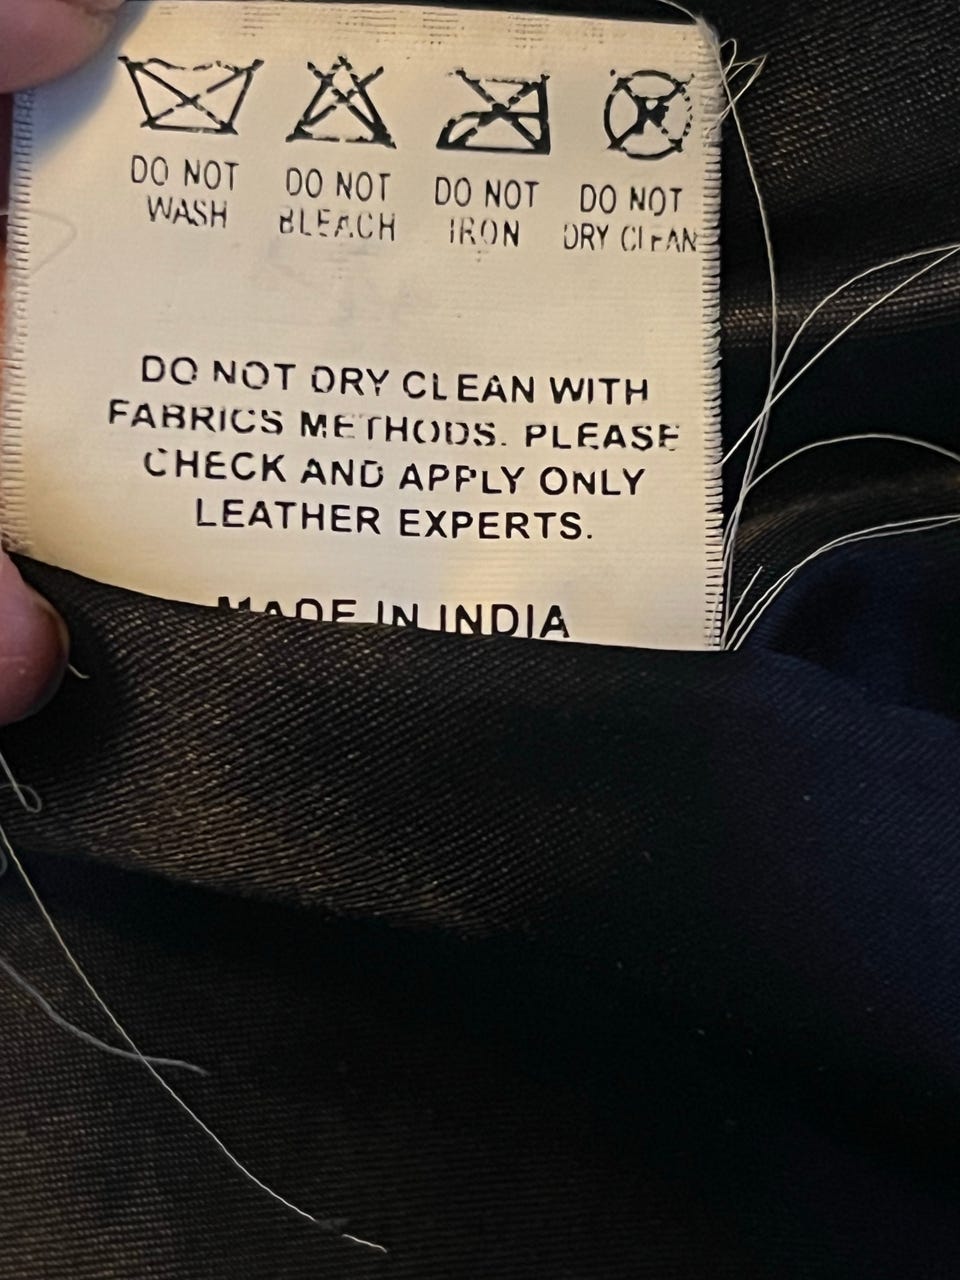 DO NOT WASH
DO NOT BLEACH
DO NOT IRON
DO NOT DRY CLEAN
DO NOT DRY CLEAN WITH
FABRICS METHODS. PLEASE
CHECK AND APPLY ONLY
LEATHER EXPERTS.
MADE IN INDIA